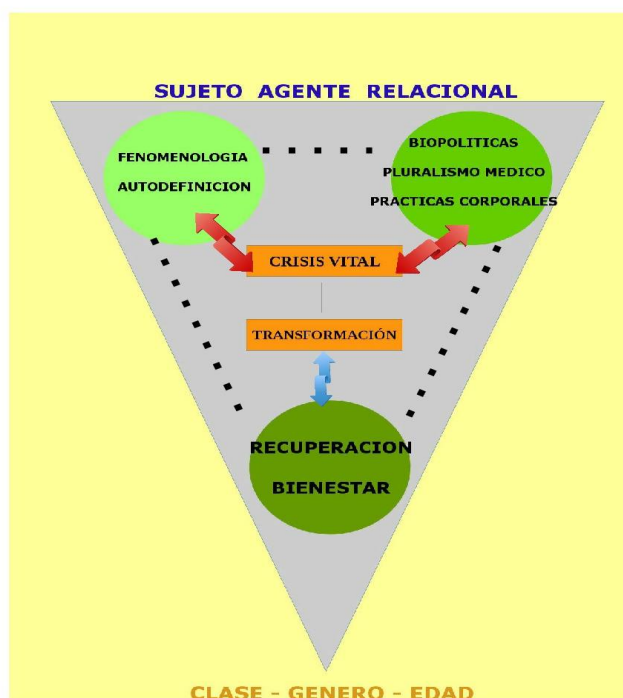 SUJETO AGENTE RELACIONAL
FENOMENOLOGIA
AUTODEFINICION
BIOPOLITICAS
PLURALISMO MEDICO
PRACTICAS CORPORALES
CRISIS VITAL
TRANSFORMACIÓN
RECUPERACION
BIENESTAR
CLASE - GENERO - EDAD